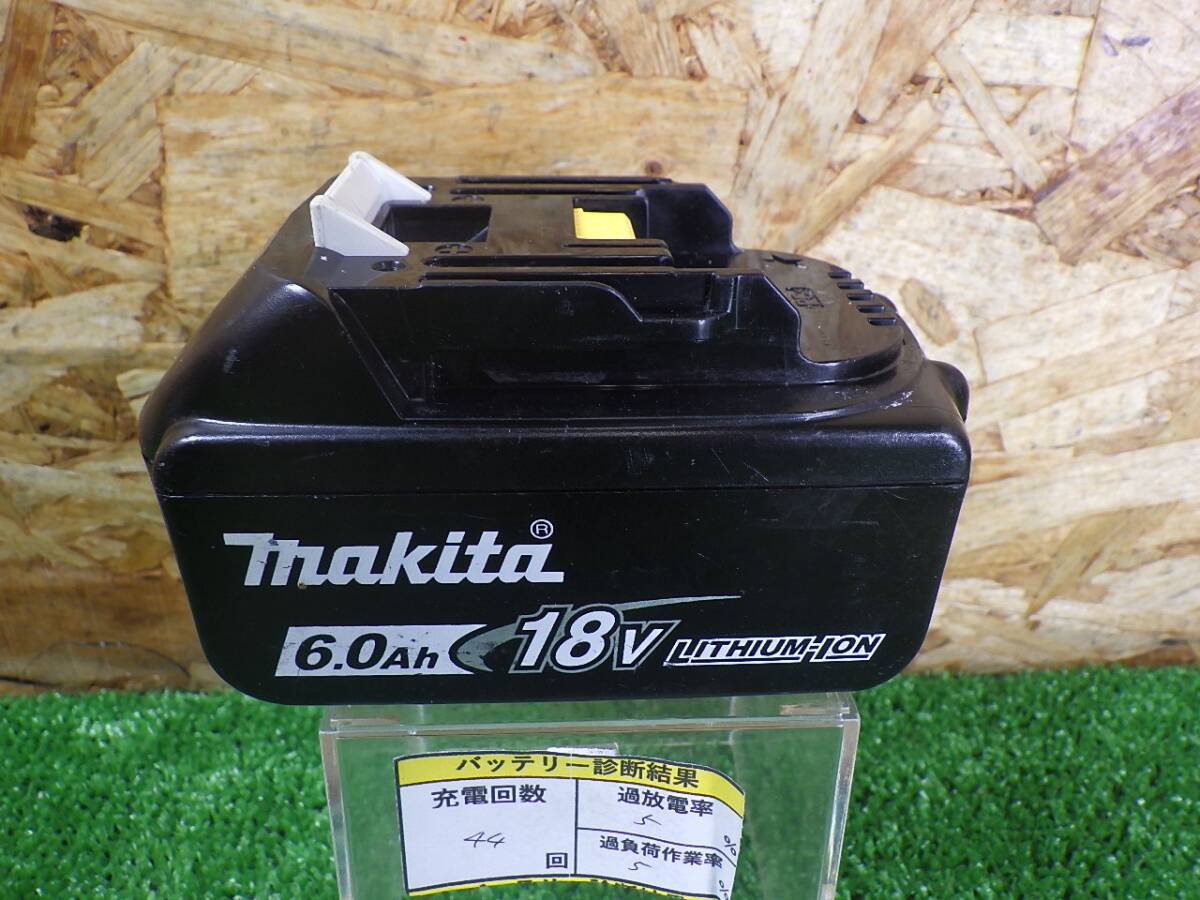 makita®
6.0Ah 18V LITHIUM-ION
バッテリー診断結果
充電回数
44 回
過放電率
5 %
過負荷作業率
5 %